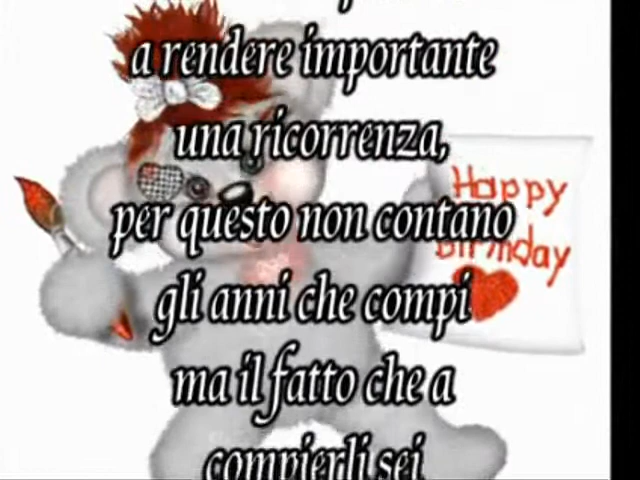 a rendere importante
una ricorrenza,
per questo non contano
gli anni che compi
ma il fatto che a
compierli sei
Happy
Birthday